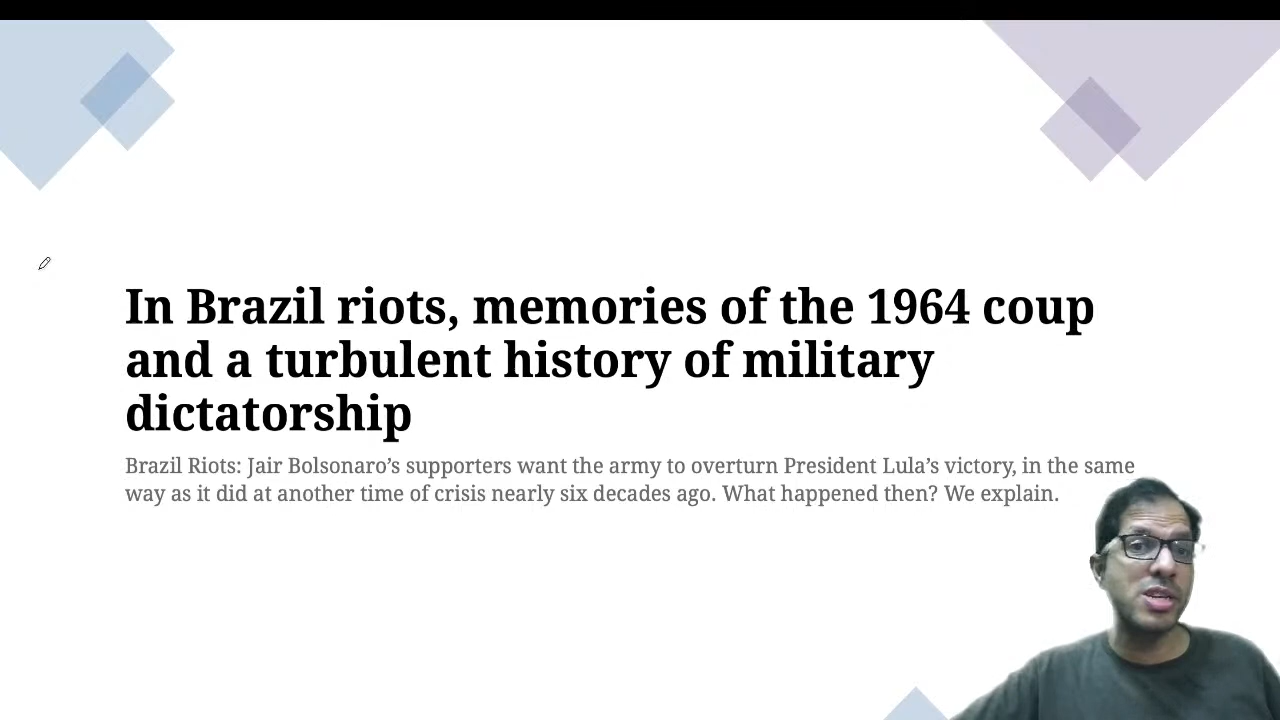 In Brazil riots, memories of the 1964 coup
and a turbulent history of military
dictatorship
Brazil Riots: Jair Bolsonaro’s supporters want the army to overturn President Lula’s victory, in the same
way as it did at another time of crisis nearly six decades ago. What happened then? We explain.